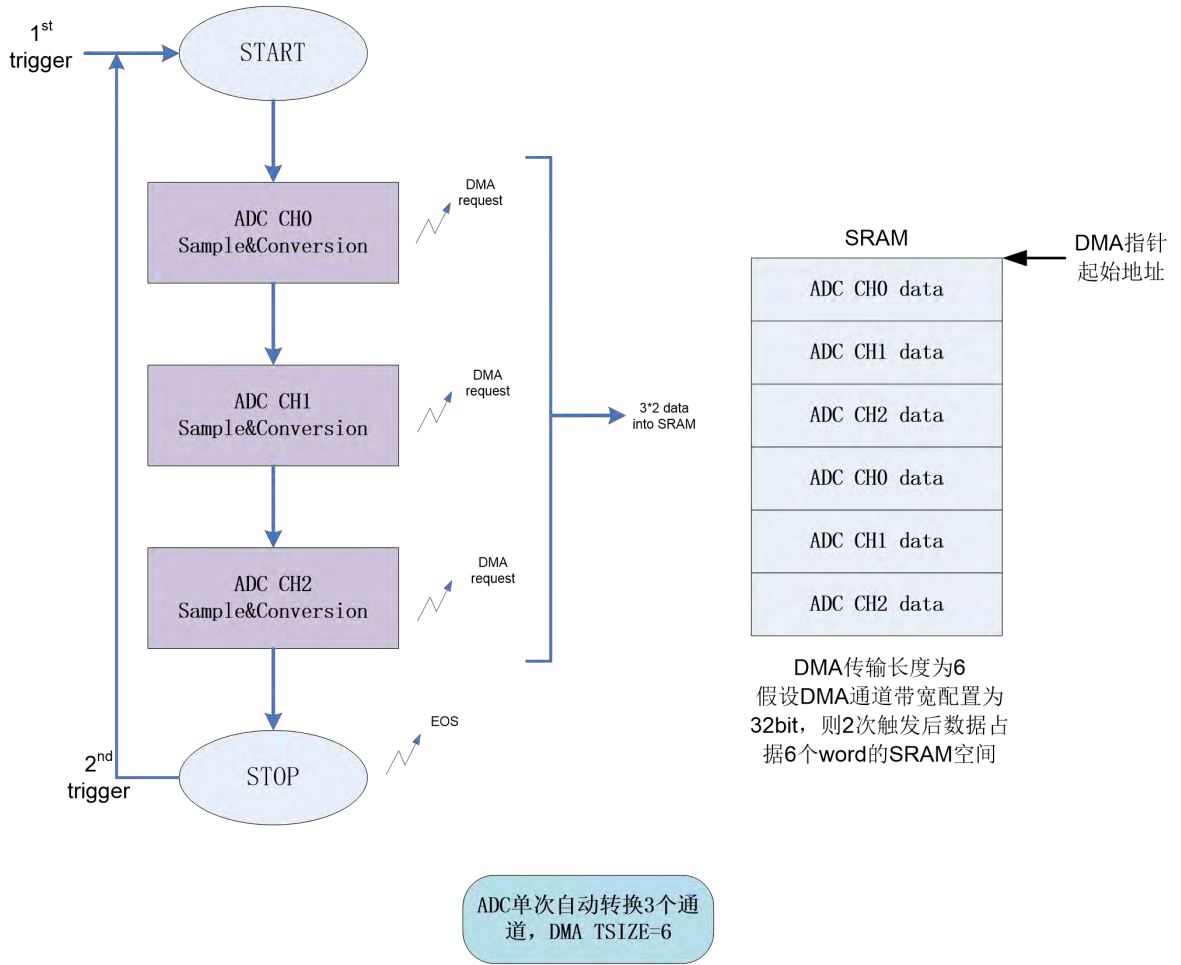 1st
trigger
START
ADC CH0
Sample&Conversion
DMA
request
ADC CH1
Sample&Conversion
DMA
request
ADC CH2
Sample&Conversion
DMA
request
3*2 data
into SRAM
STOP
EOS
2nd
trigger
SRAM
DMA指针
起始地址
ADC CH0 data
ADC CH1 data
ADC CH2 data
ADC CH0 data
ADC CH1 data
ADC CH2 data
DMA传输长度为6
假设DMA通道带宽配置为
32bit，则2次触发后数据占
据6个word的SRAM空间
ADC单次自动转换3个通
道，DMA TSIZE=6